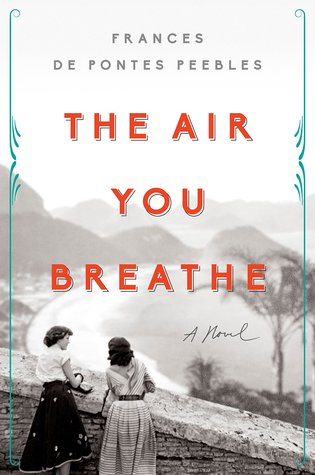 FRANCES
DE PONTES PEEBLES
THE AIR
YOU
BREATHE
A Novel